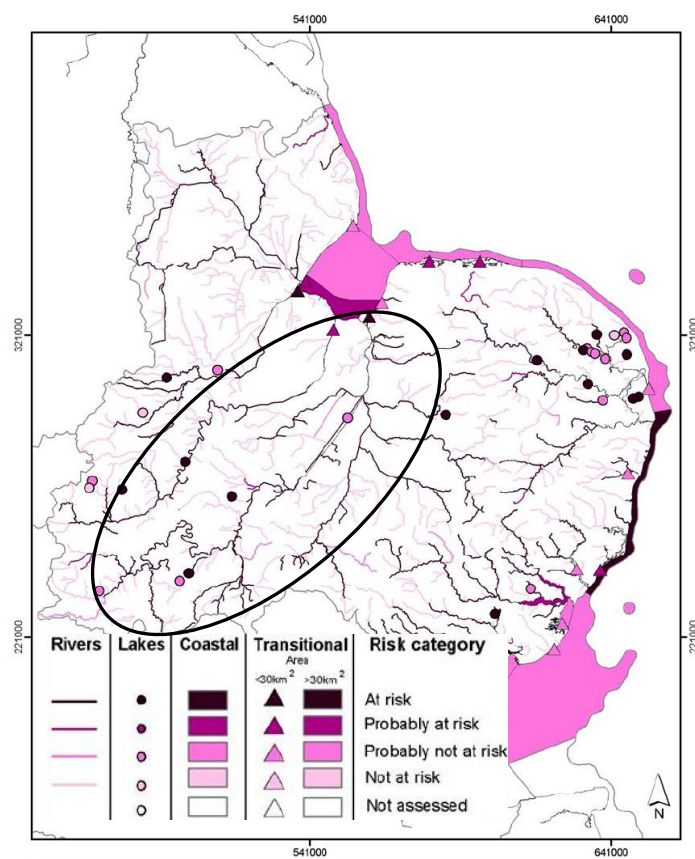 541000 641000
321000 321000
221000 221000
Rivers Lakes Coastal Transitional Risk category
Area
<30km² >30km²
At risk
Probably at risk
Probably not at risk
Not at risk
Not assessed
N
541000 641000